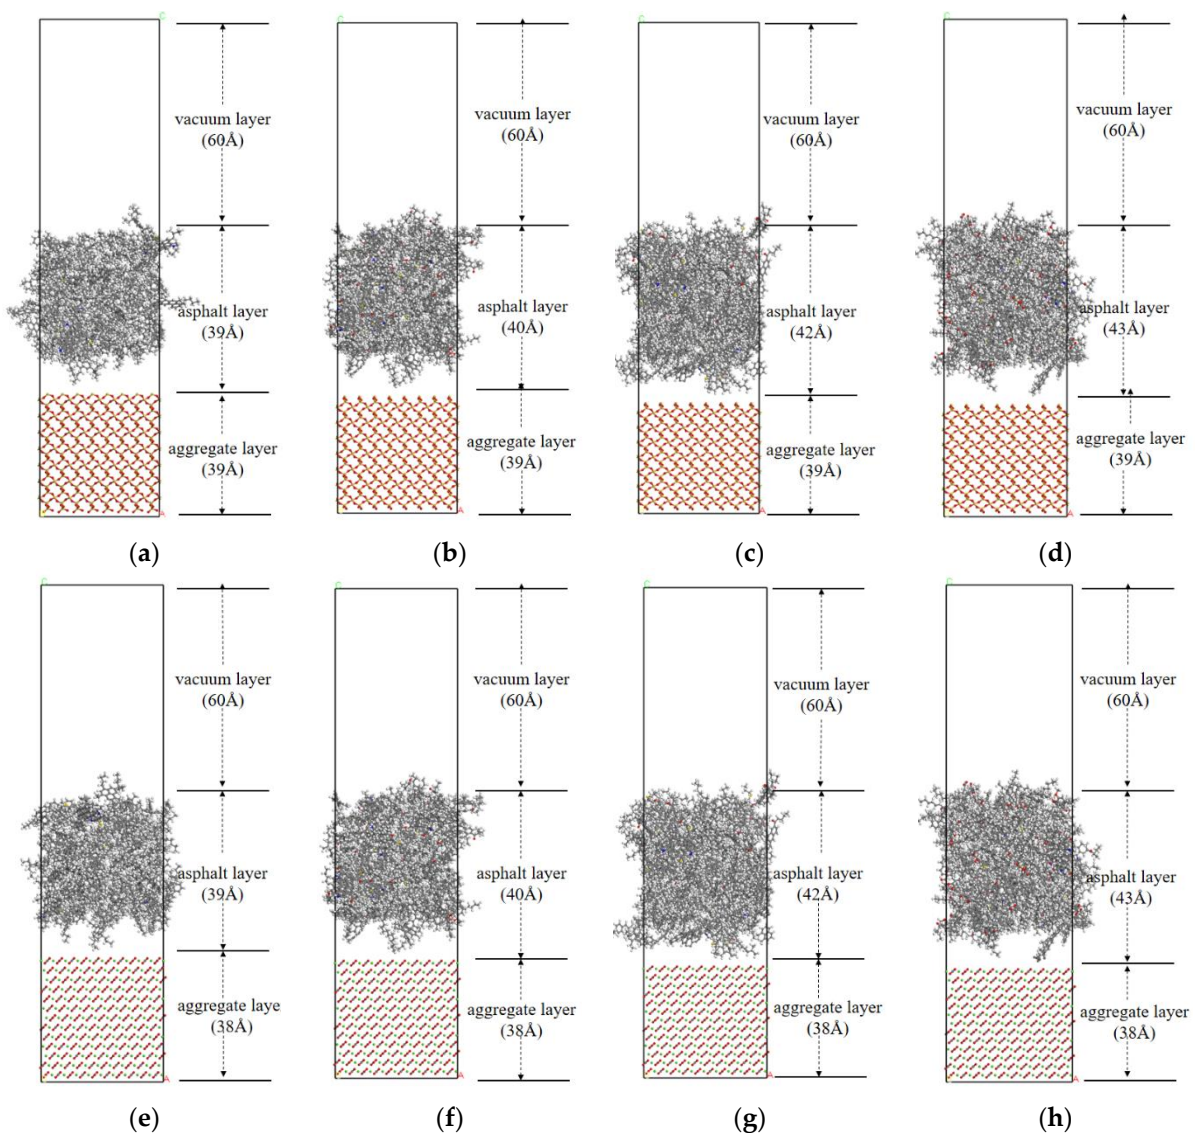 C
vacuum layer
(60Å)
asphalt layer
(39Å)
aggregate layer
(39Å)
A
(a)
C
vacuum layer
(60Å)
asphalt layer
(40Å)
aggregate layer
(39Å)
A
(b)
C
vacuum layer
(60Å)
asphalt layer
(42Å)
aggregate layer
(39Å)
A
(c)
C
vacuum layer
(60Å)
asphalt layer
(43Å)
aggregate layer
(39Å)
A
(d)
C
vacuum layer
(60Å)
asphalt layer
(39Å)
aggregate laye
(38Å)
A
(e)
C
vacuum layer
(60Å)
asphalt layer
(40Å)
aggregate layer
(38Å)
A
(f)
C
vacuum layer
(60Å)
asphalt layer
(42Å)
aggregate layer
(38Å)
A
(g)
C
vacuum layer
(60Å)
asphalt layer
(43Å)
aggregate layer
(38Å)
A
(h)